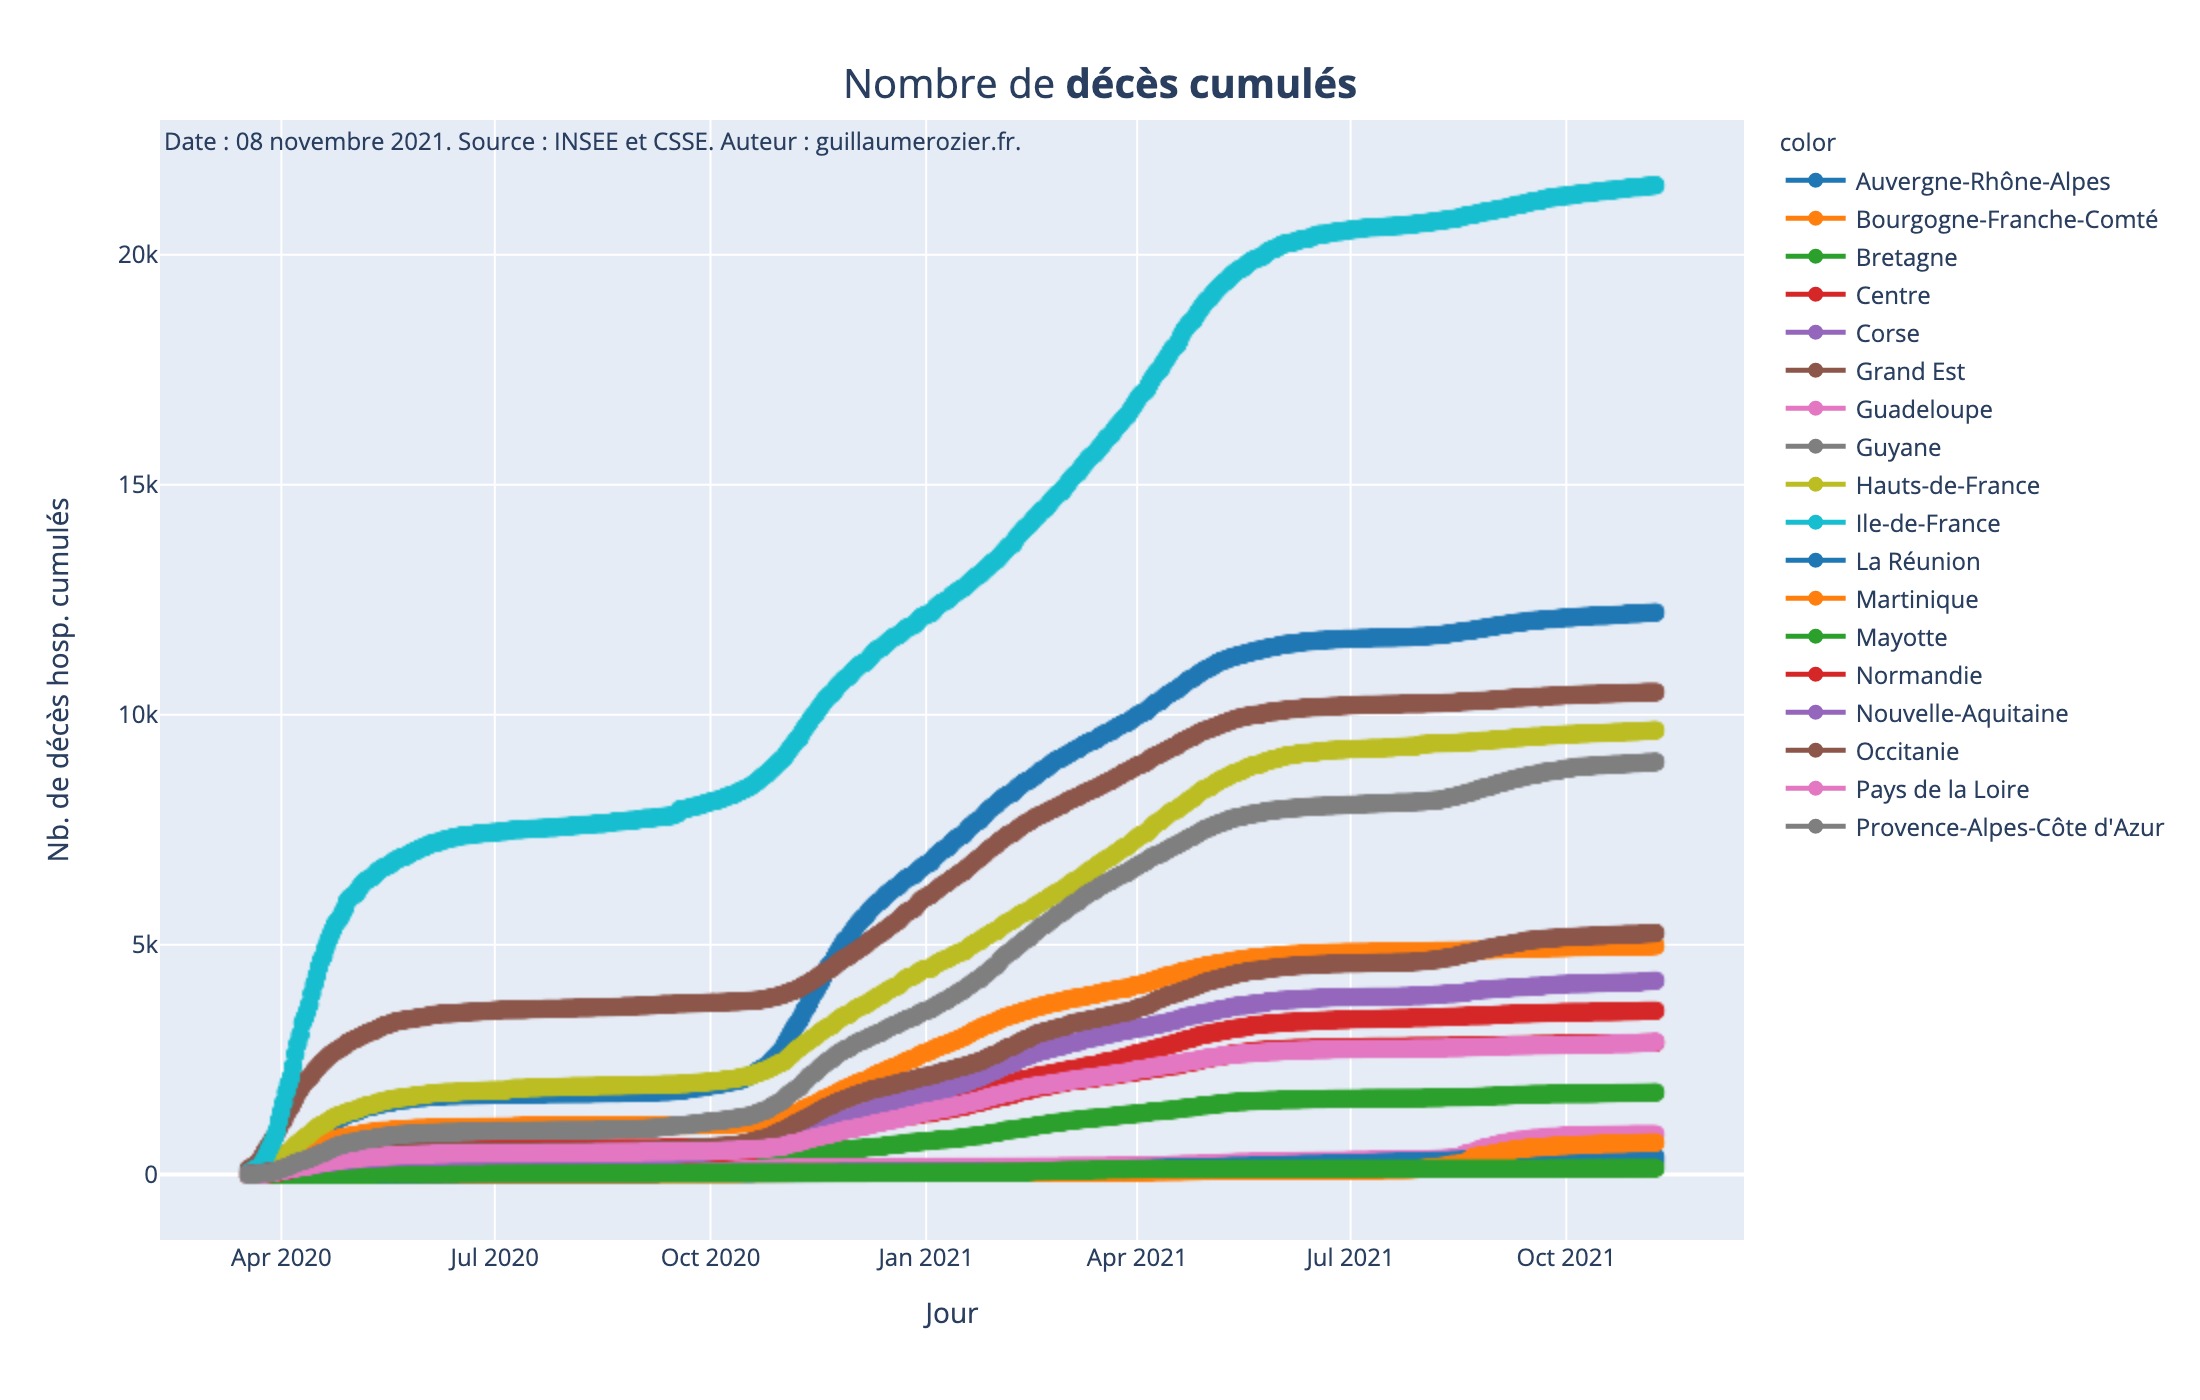 Nombre de décès cumulés
Date : 08 novembre 2021. Source : INSEE et CSSE. Auteur : guillaumerozier.fr.
Nb. de décès hosp. cumulés
20k
15k
10k
5k
0
Apr 2020
Jul 2020
Oct 2020
Jan 2021
Apr 2021
Jul 2021
Oct 2021
Jour
color
Auvergne-Rhône-Alpes
Bourgogne-Franche-Comté
Bretagne
Centre
Corse
Grand Est
Guadeloupe
Guyane
Hauts-de-France
Ile-de-France
La Réunion
Martinique
Mayotte
Normandie
Nouvelle-Aquitaine
Occitanie
Pays de la Loire
Provence-Alpes-Côte d'Azur